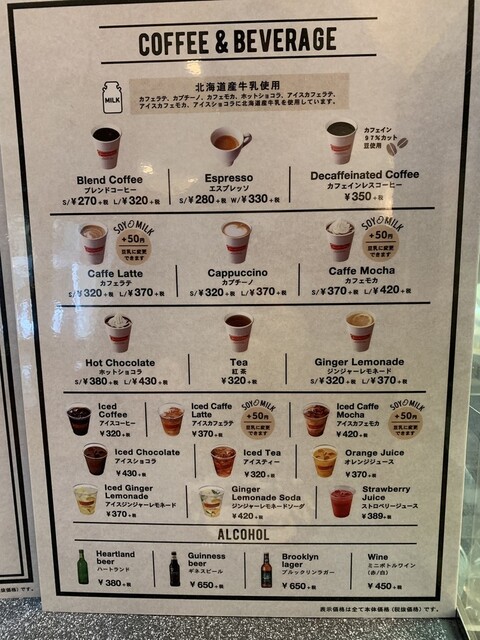 COFFEE & BEVERAGE
MILK
北海道産牛乳使用
カフェラテ、カプチーノ、カフェモカ、ホットショコラ、アイスカフェラテ、
アイスカフェモカ、アイスショコラに北海道産牛乳を使用しています。
カフェイン
97%カット
豆使用
Blend Coffee
ブレンドコーヒー
S/¥270+税 L/¥320+税
Espresso
エスプレッソ
S/¥280+税 W/¥330+税
Decaffeinated Coffee
カフェインレスコーヒー
¥350+税
SOY MILK
+50円
豆乳に変更
できます
Caffe Latte
カフェラテ
S/¥320+税 L/¥370+税
Cappuccino
カプチーノ
S/¥320+税 L/¥370+税
SOY MILK
+50円
豆乳に変更
できます
Caffe Mocha
カフェモカ
S/¥370+税 L/¥420+税
Hot Chocolate
ホットショコラ
S/¥380+税 L/¥430+税
Tea
紅茶
¥320+税
Ginger Lemonade
ジンジャーレモネード
S/¥320+税 L/¥370+税
Iced
Coffee
アイスコーヒー
¥320+税
Iced Caffe
Latte
アイスカフェラテ
¥370+税
SOY MILK
+50円
豆乳に変更
できます
Iced Caffe
Mocha
アイスカフェモカ
¥420+税
SOY MILK
+50円
豆乳に変更
できます
Iced Chocolate
アイスショコラ
¥430+税
Iced Tea
アイスティー
¥320+税
Orange Juice
オレンジジュース
¥370+税
Iced Ginger
Lemonade
アイスジンジャーレモネード
¥370+税
Ginger
Lemonade Soda
ジンジャーレモネードソーダ
¥420+税
Strawberry
Juice
ストロベリージュース
¥389+税
ALCOHOL
Heartland
beer
ハートランド
¥380+税
Guinness
beer
ギネスビール
¥650+税
Brooklyn
lager
ブルックリンラガー
¥650+税
Wine
ミニボトルワイン
(赤/白)
¥450+税
表示価格は全て本体価格(税抜価格)です。